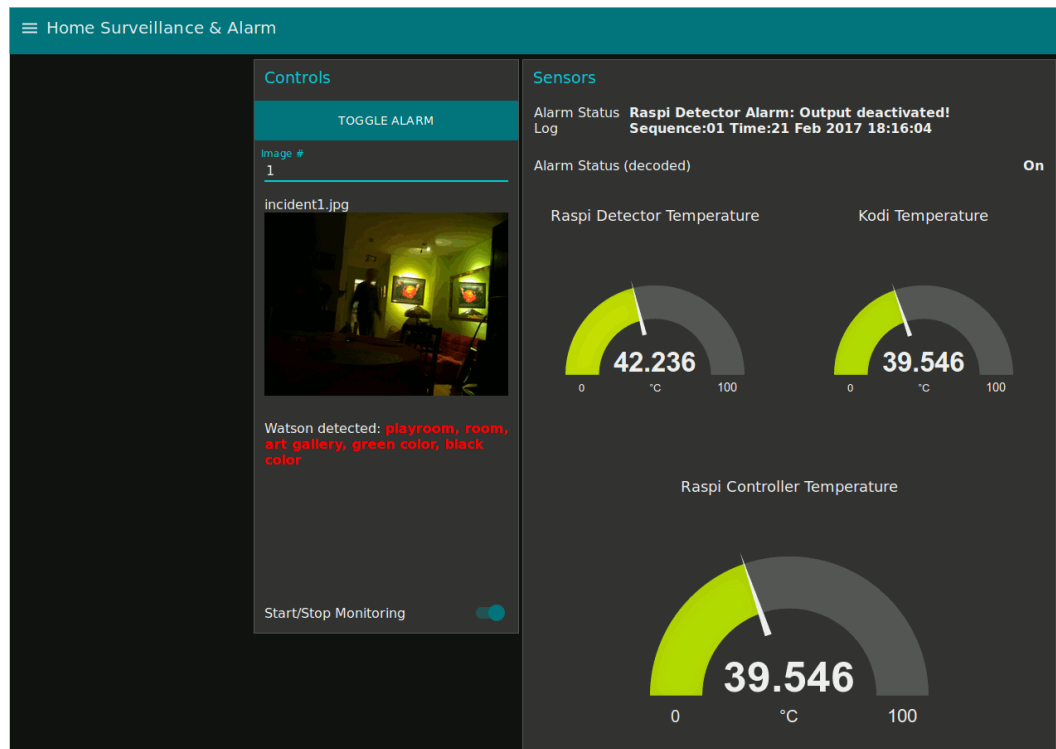 Home Surveillance & Alarm
Controls
TOGGLE ALARM
Image #
1
incident1.jpg
Watson detected: playroom, room,
art gallery, green color, black
color
Start/Stop Monitoring
Sensors
Alarm Status Raspi Detector Alarm: Output deactivated!
Log Sequence:01 Time:21 Feb 2017 18:16:04
Alarm Status (decoded) On
Raspi Detector Temperature
42.236
0 °C 100
Kodi Temperature
39.546
0 °C 100
Raspi Controller Temperature
39.546
0 °C 100